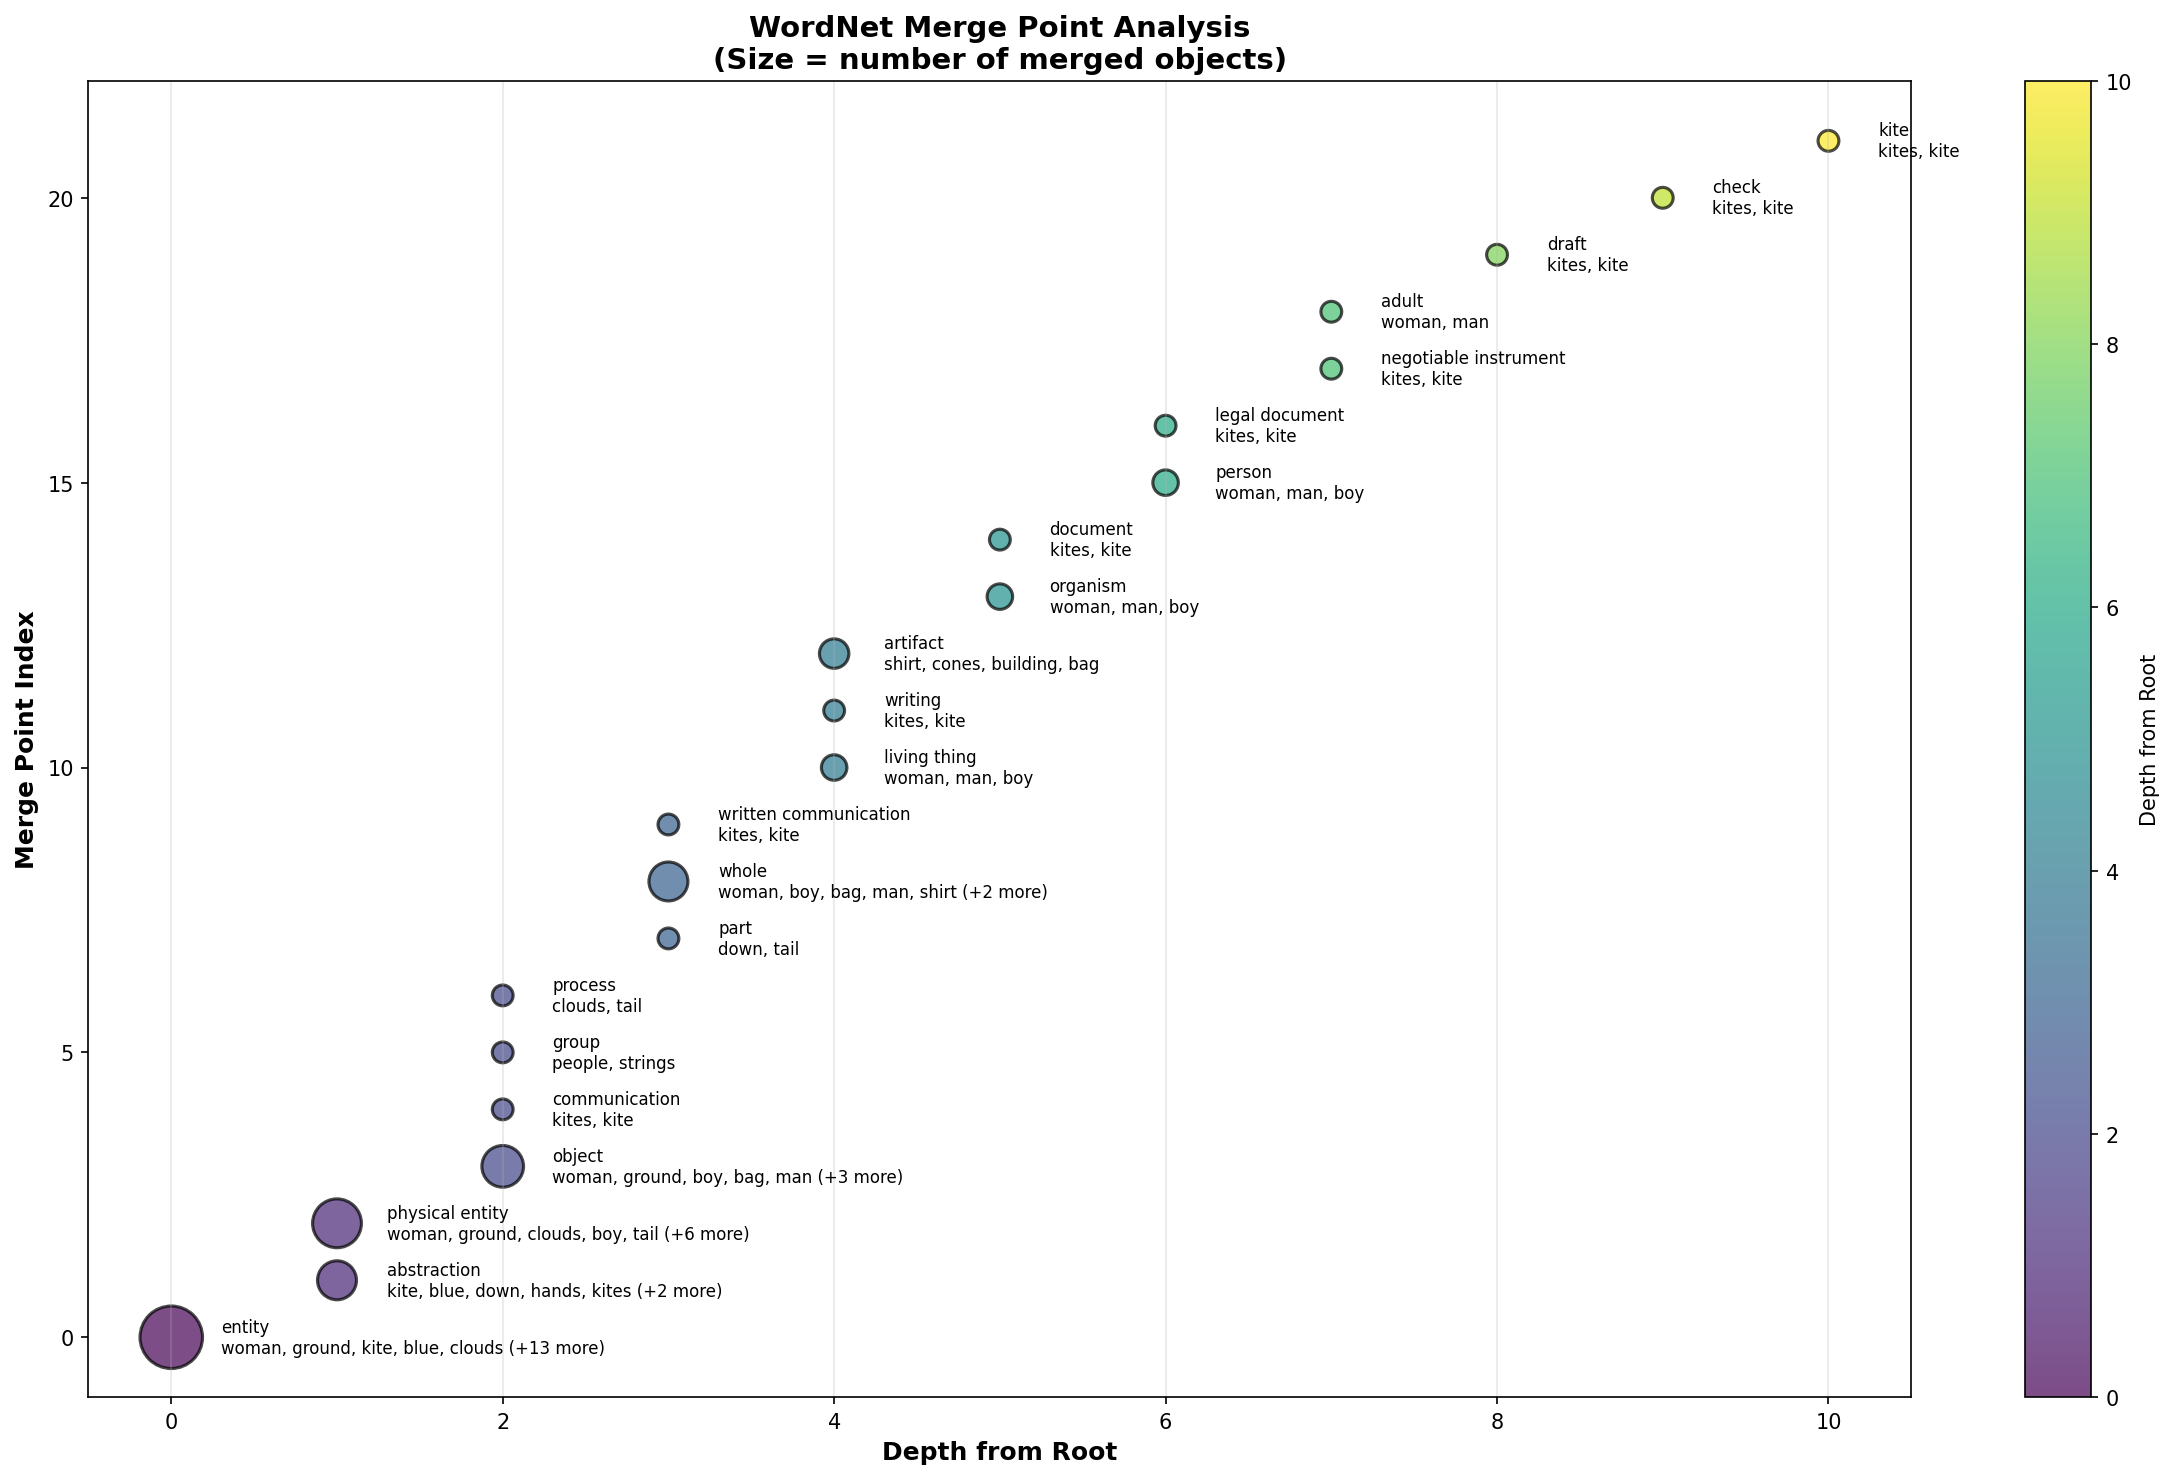 WordNet Merge Point Analysis
(Size = number of merged objects)
kite
kites, kite
check
kites, kite
draft
kites, kite
adult
woman, man
negotiable instrument
kites, kite
legal document
kites, kite
person
woman, man, boy
document
kites, kite
organism
woman, man, boy
artifact
shirt, cones, building, bag
writing
kites, kite
living thing
woman, man, boy
written communication
kites, kite
whole
woman, boy, bag, man, shirt (+2 more)
part
down, tail
process
clouds, tail
group
people, strings
communication
kites, kite
object
woman, ground, boy, bag, man (+3 more)
physical entity
woman, ground, clouds, boy, tail (+6 more)
abstraction
kite, blue, down, hands, kites (+2 more)
entity
woman, ground, kite, blue, clouds (+13 more)
20
15
10
5
0
Merge Point Index
0 2 4 6 8 10
Depth from Root
10
8
6
4
2
0
Depth from Root